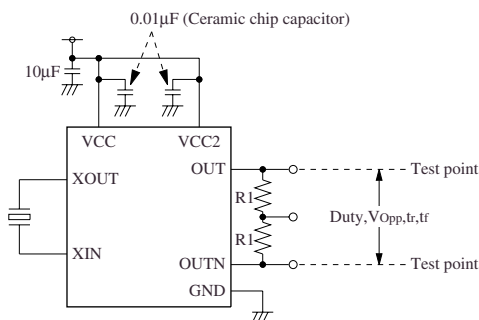 0.01µF (Ceramic chip capacitor)
10µF
VCC
VCC2
XOUT
OUT
Test point
R1
Duty,VOpp,tr,tf
R1
XIN
OUTN
Test point
GND